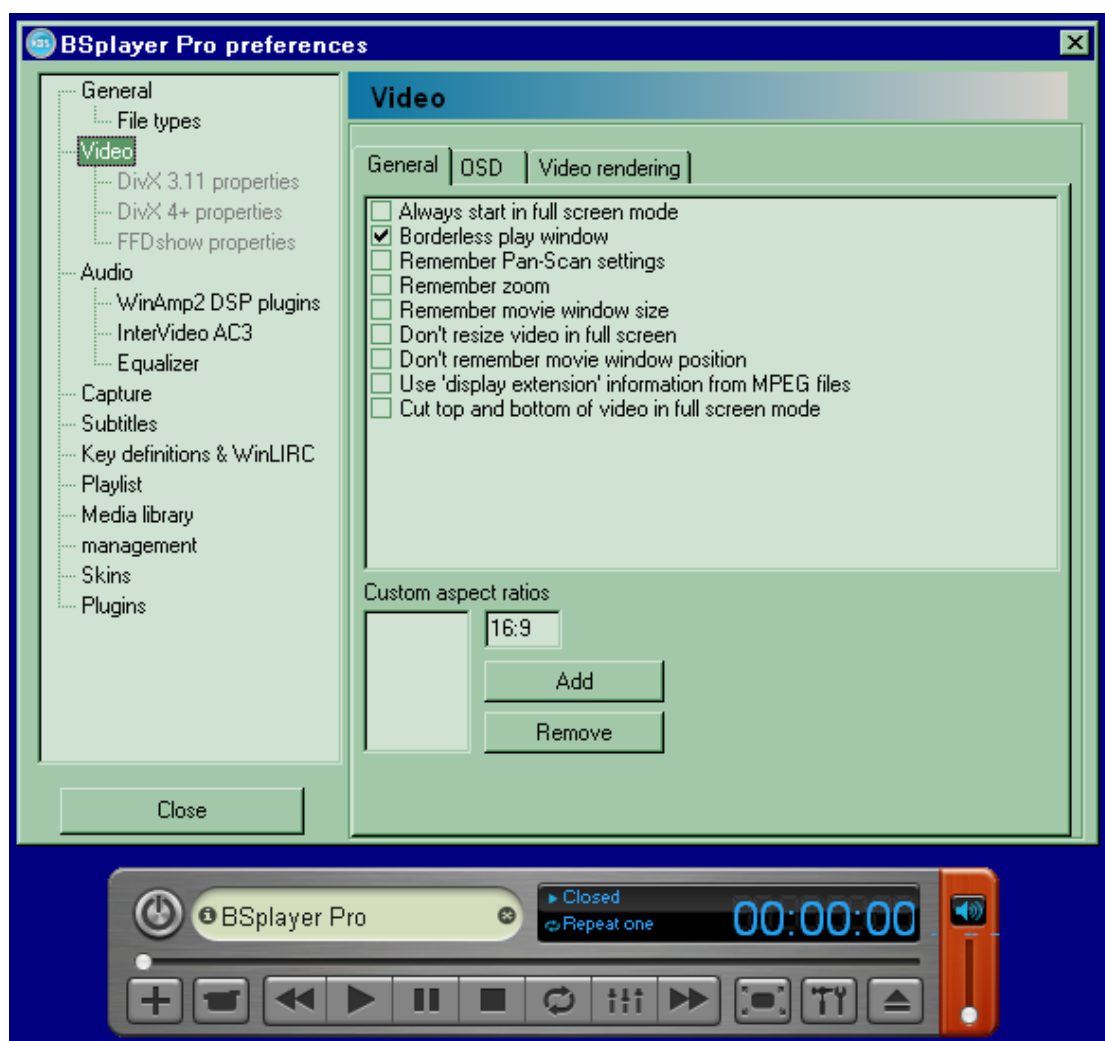 BSplayer Pro preferences
General
File types
Video
DivX 3.11 properties
DivX 4+ properties
FFDshow properties
Audio
WinAmp2 DSP plugins
InterVideo AC3
Equalizer
Capture
Subtitles
Key definitions & WinLIRC
Playlist
Media library
management
Skins
Plugins
Close
Video
General OSD Video rendering
Always start in full screen mode
Borderless play window
Remember Pan-Scan settings
Remember zoom
Remember movie window size
Don't resize video in full screen
Don't remember movie window position
Use 'display extension' information from MPEG files
Cut top and bottom of video in full screen mode
Custom aspect ratios
16:9
Add
Remove
BSplayer Pro
Closed
Repeat one
00:00:00